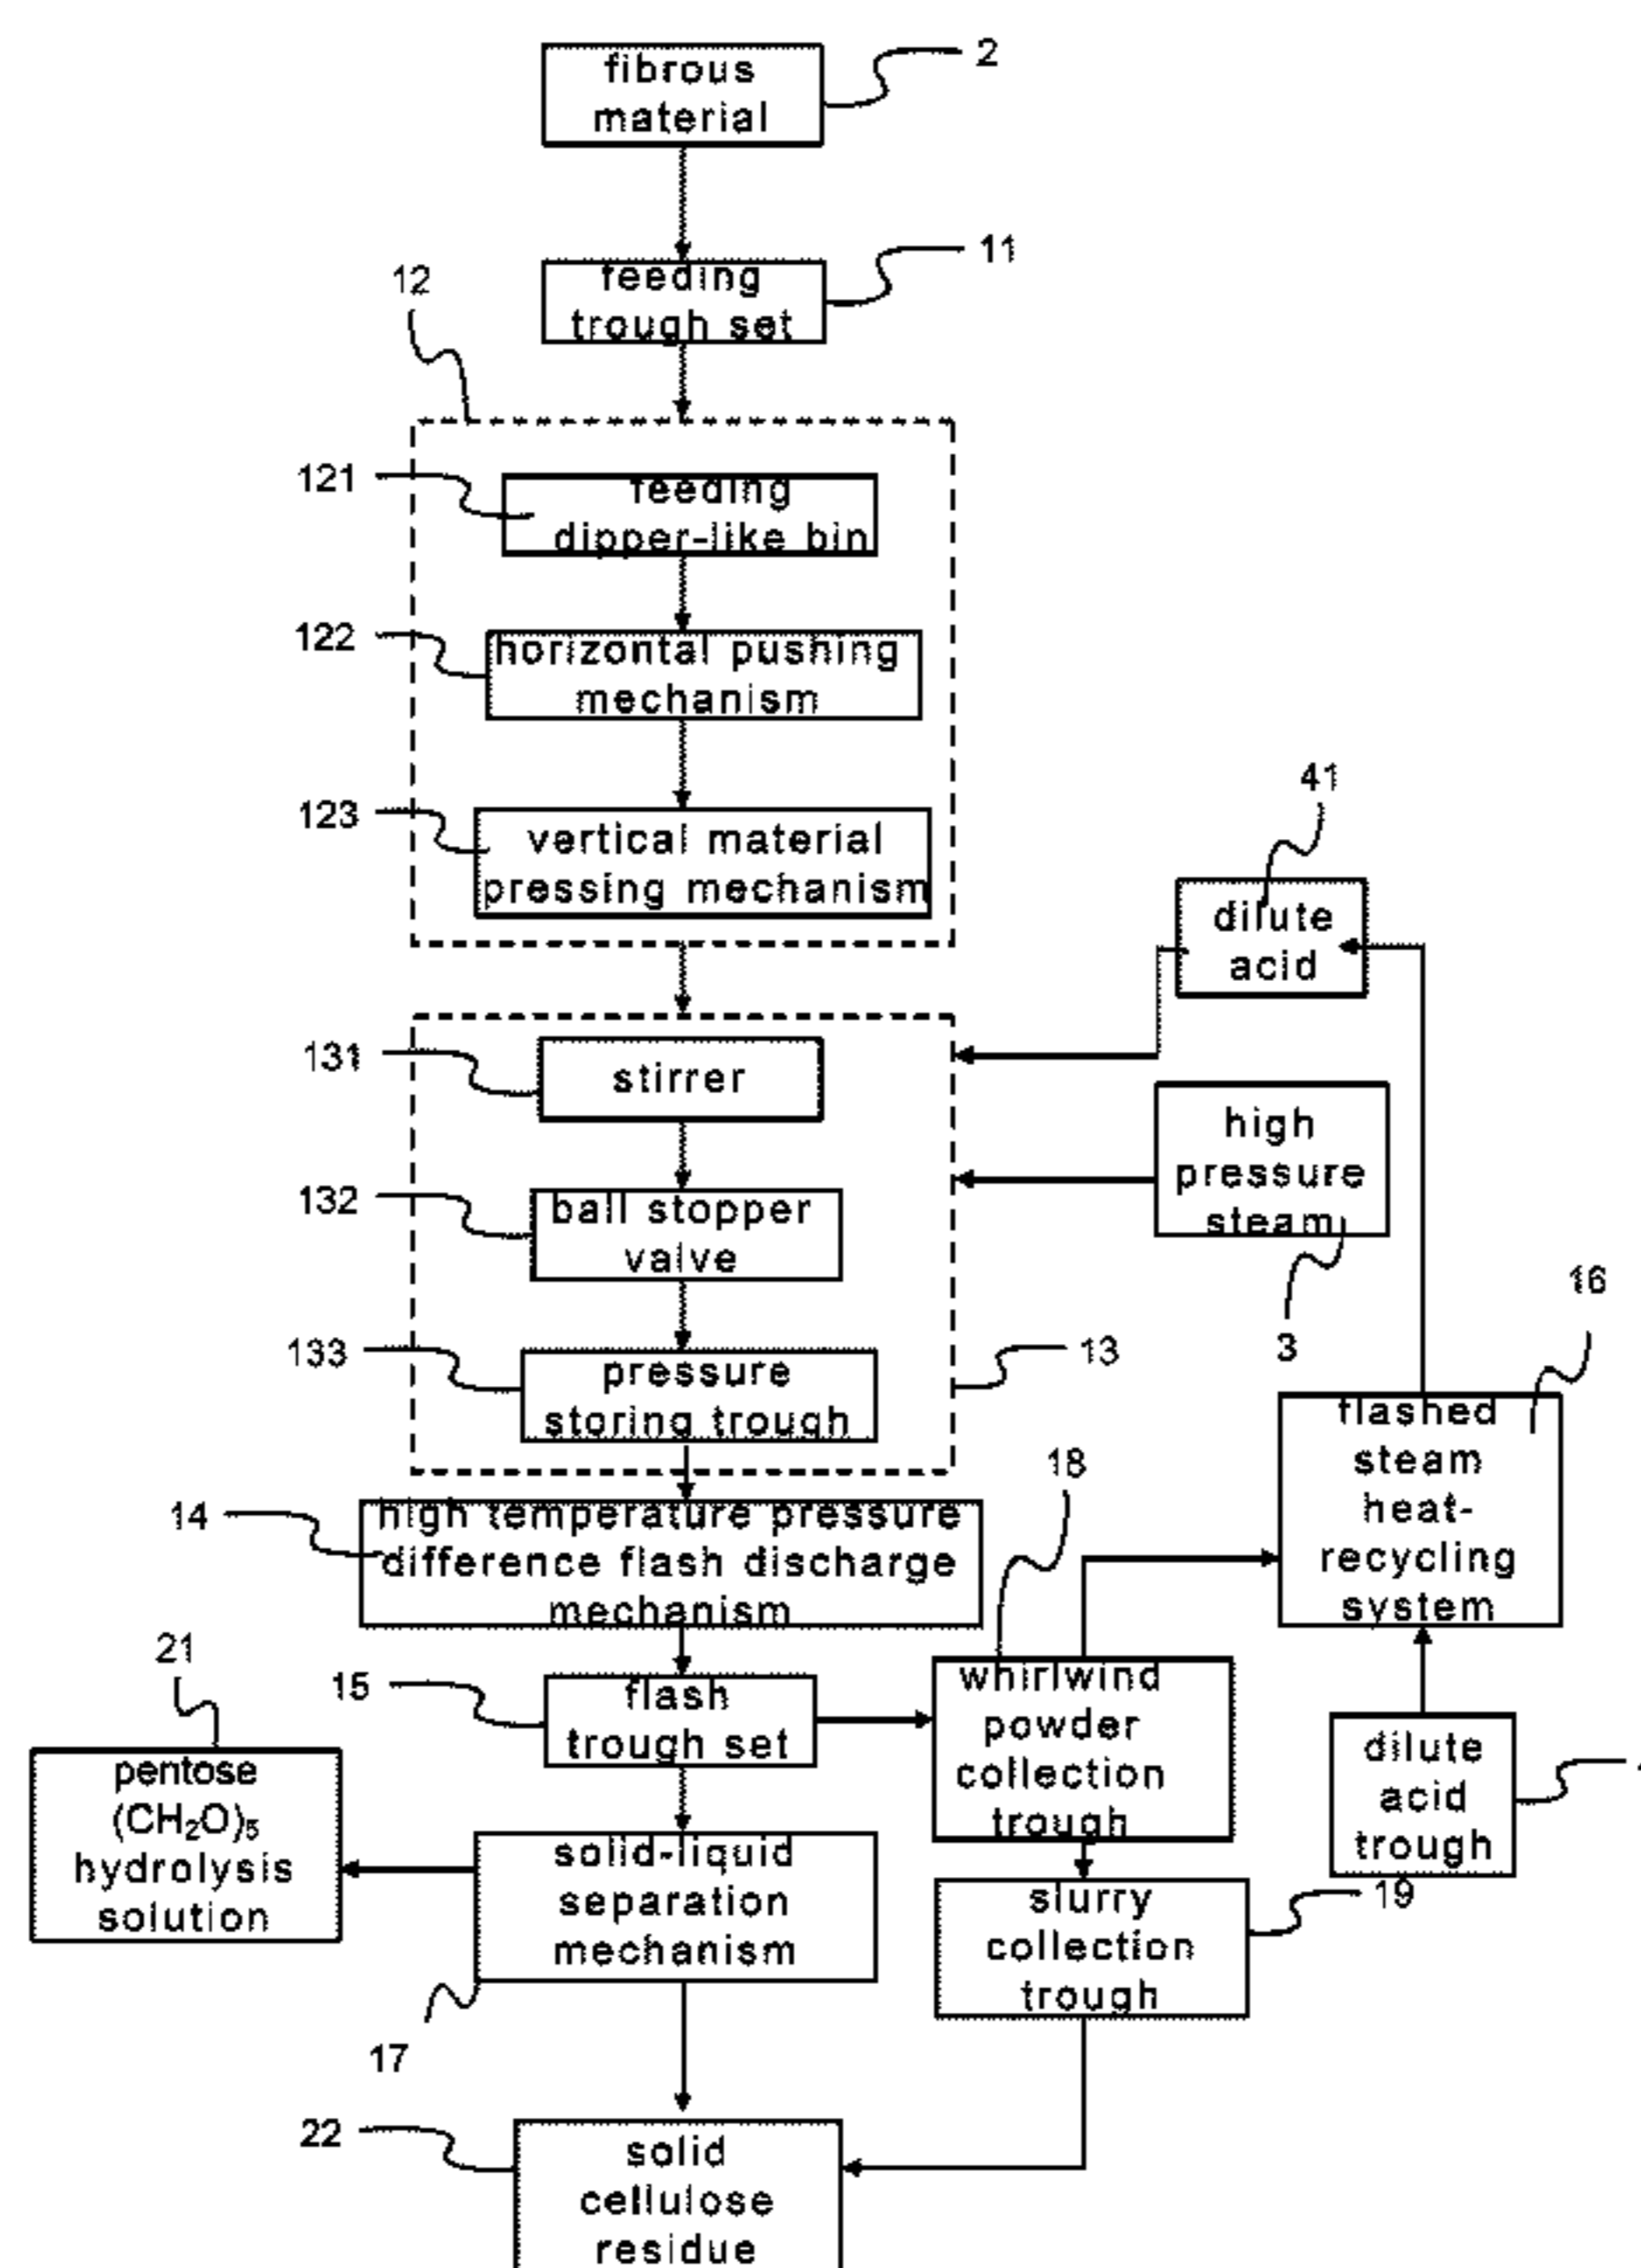 fibrous
material
2
feeding
trough set
11
12
121
feeding
dipper-like bin
122
horizontal pushing
mechanism
123
vertical material
pressing mechanism
41
dilute
acid
131
stirrer
high
pressure
steam
3
132
ball stopper
valve
133
pressure
storing trough
13
16
flashed
steam
heat-
recycling
system
14
high temperature pressure
difference flash discharge
mechanism
18
21
15
flash
trough set
whirlwind
powder
collection
trough
dilute
acid
trough
pentose
(CH₂O)₅
hydrolysis
solution
solid-liquid
separation
mechanism
17
slurry
collection
trough
19
22
solid
cellulose
residue